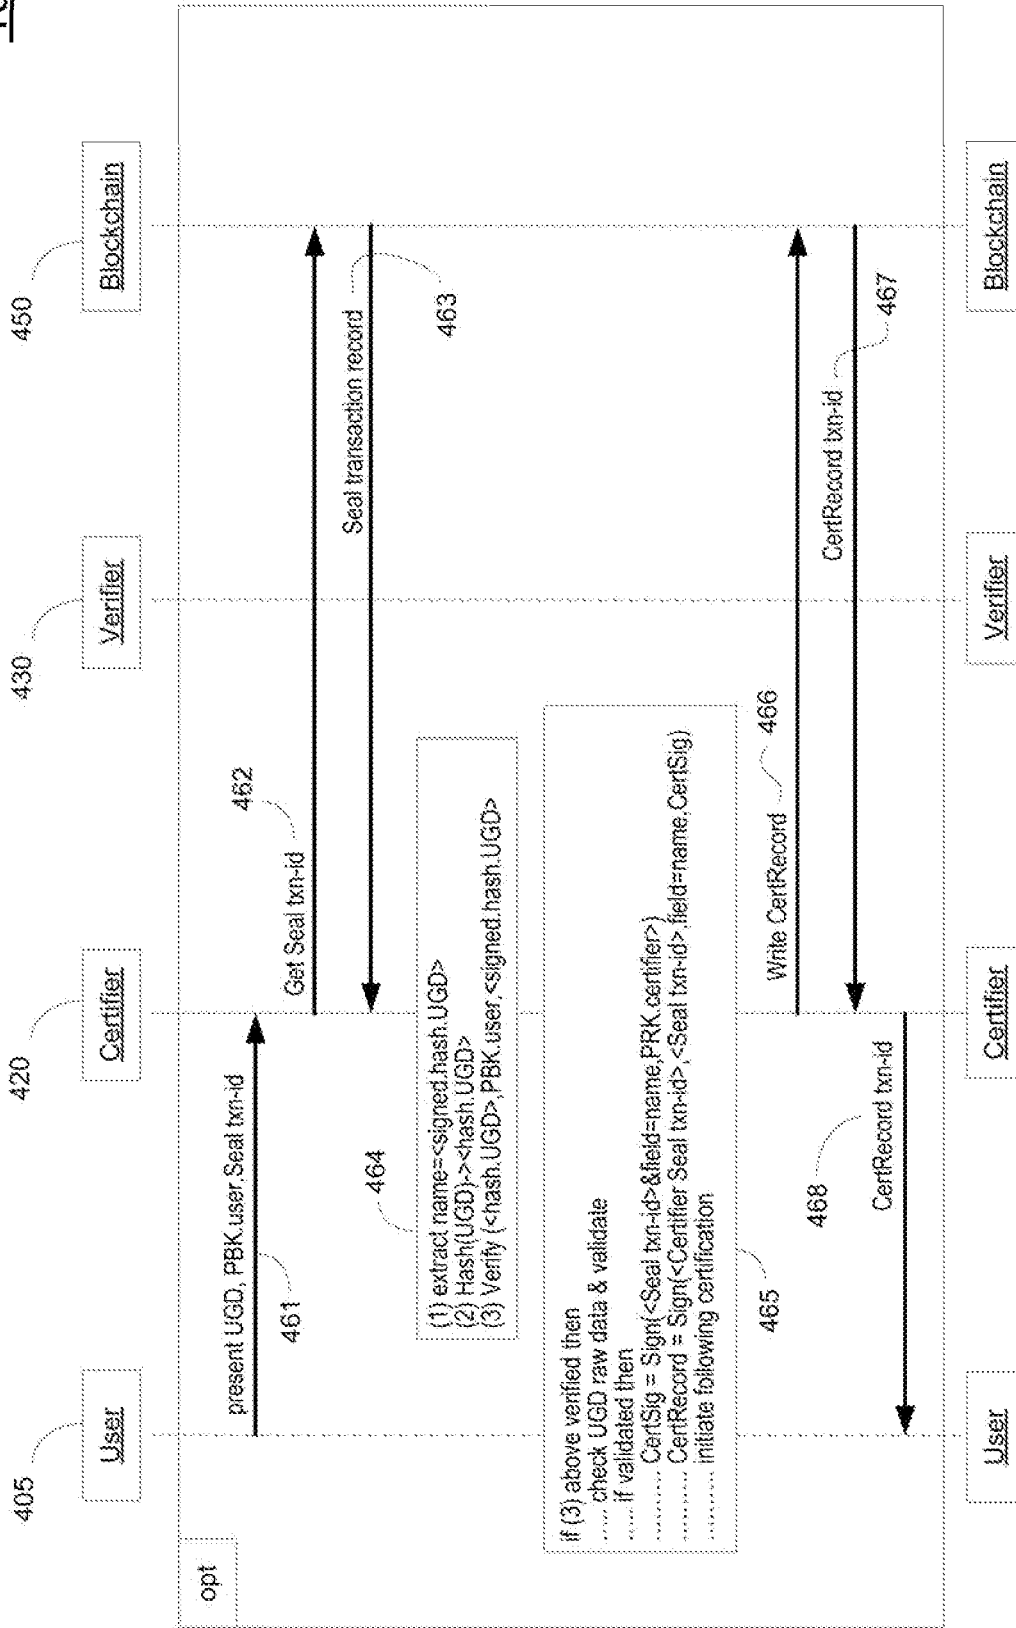 405
420
430
450
User
Certifier
Verifier
Blockchain
opt
present UGD, PBK.user,Seal txn-id
461
Get Seal txn-id
462
Seal transaction record
463
464
(1) extract name=<signed.hash.UGD>
(2) Hash(UGD)-><hash.UGD>
(3) Verify (<hash.UGD>,PBK.user,<signed.hash.UGD>
if (3) above verified then
..... check UGD raw data & validate
..... if validated then
......... CertSig = Sign(<Seal txn-id>&field=name,PRK.certifier>)
......... CertRecord = Sign(<Certifier Seal txn-id>,<Seal txn-id>,field=name,CertSig)
......... initiate following certification
465
Write CertRecord
466
CertRecord txn-id
467
468
CertRecord txn-id
User
Certifier
Verifier
Blockchain